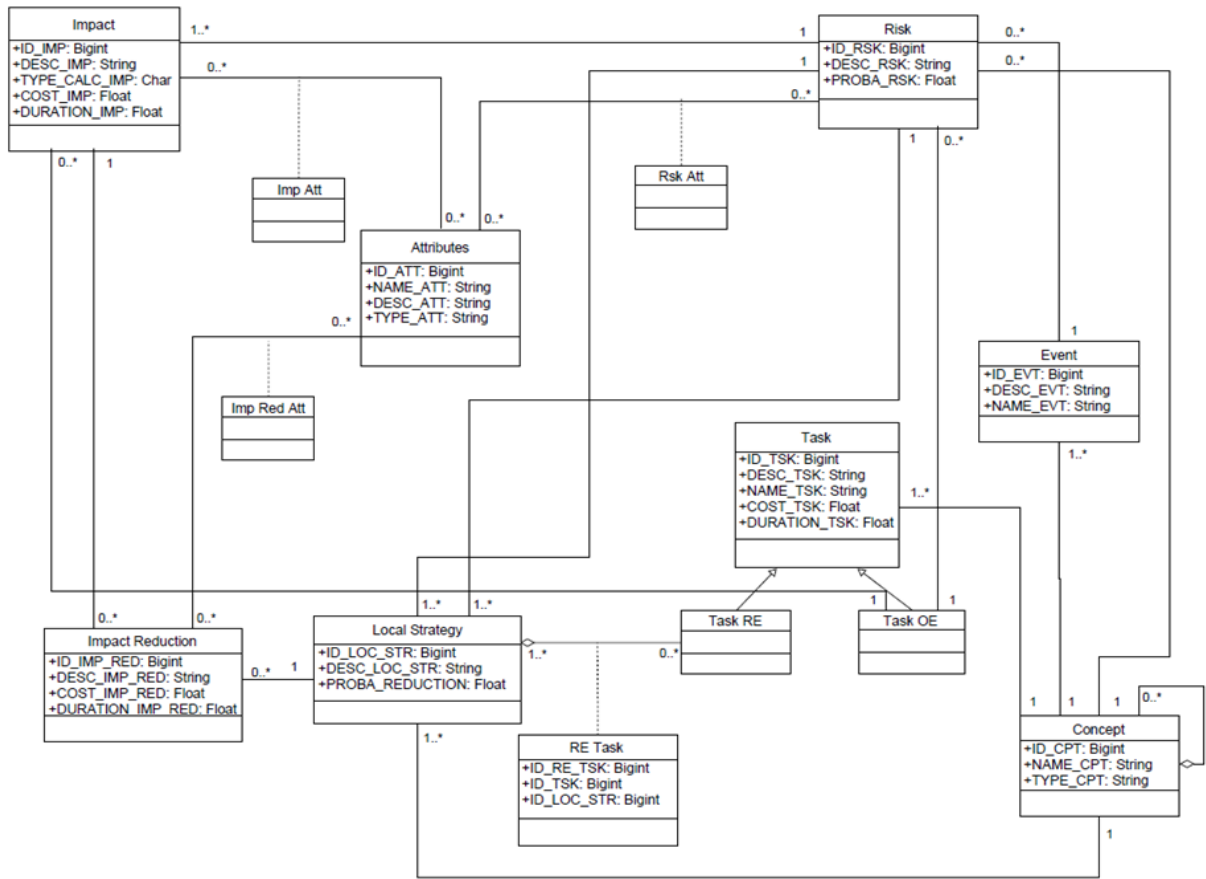 Impact
+ID_IMP: Bigint
+DESC_IMP: String
+TYPE_CALC_IMP: Char
+COST_IMP: Float
+DURATION_IMP: Float
1..*
0..*
0..*
1
1
1
0..*
Risk
+ID_RSK: Bigint
+DESC_RSK: String
+PROBA_RSK: Float
0..*
0..*
1
0..*
Imp Att
Rsk Att
0..*
0..*
Attributes
+ID_ATT: Bigint
+NAME_ATT: String
+DESC_ATT: String
+TYPE_ATT: String
0..*
Imp Red Att
1
Event
+ID_EVT: Bigint
+DESC_EVT: String
+NAME_EVT: String
1..*
Task
+ID_TSK: Bigint
+DESC_TSK: String
+NAME_TSK: String
+COST_TSK: Float
+DURATION_TSK: Float
1..*
0..*
0..*
1..*
1..*
1
1
Impact Reduction
+ID_IMP_RED: Bigint
+DESC_IMP_RED: String
+COST_IMP_RED: Float
+DURATION_IMP_RED: Float
0..*
1
Local Strategy
+ID_LOC_STR: Bigint
+DESC_LOC_STR: String
+PROBA_REDUCTION: Float
1..*
0..*
Task RE
Task OE
1..*
RE Task
+ID_RE_TSK: Bigint
+ID_TSK: Bigint
+ID_LOC_STR: Bigint
1
1
1
0..*
Concept
+ID_CPT: Bigint
+NAME_CPT: String
+TYPE_CPT: String
1